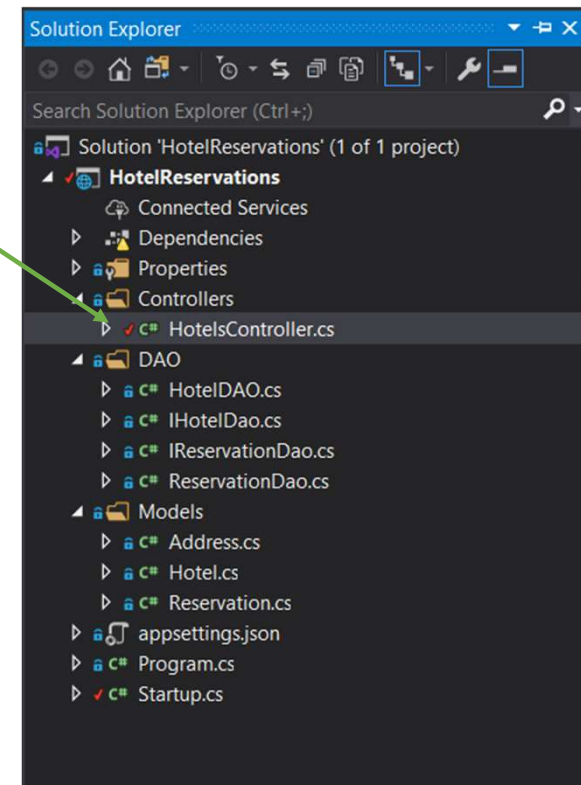 Solution Explorer
Search Solution Explorer (Ctrl+;)
Solution 'HotelReservations' (1 of 1 project)
HotelReservations
Connected Services
Dependencies
Properties
Controllers
C# HotelsController.cs
DAO
C# HotelDAO.cs
C# IHotelDao.cs
C# IReservationDao.cs
C# ReservationDao.cs
Models
C# Address.cs
C# Hotel.cs
C# Reservation.cs
appsettings.json
C# Program.cs
C# Startup.cs